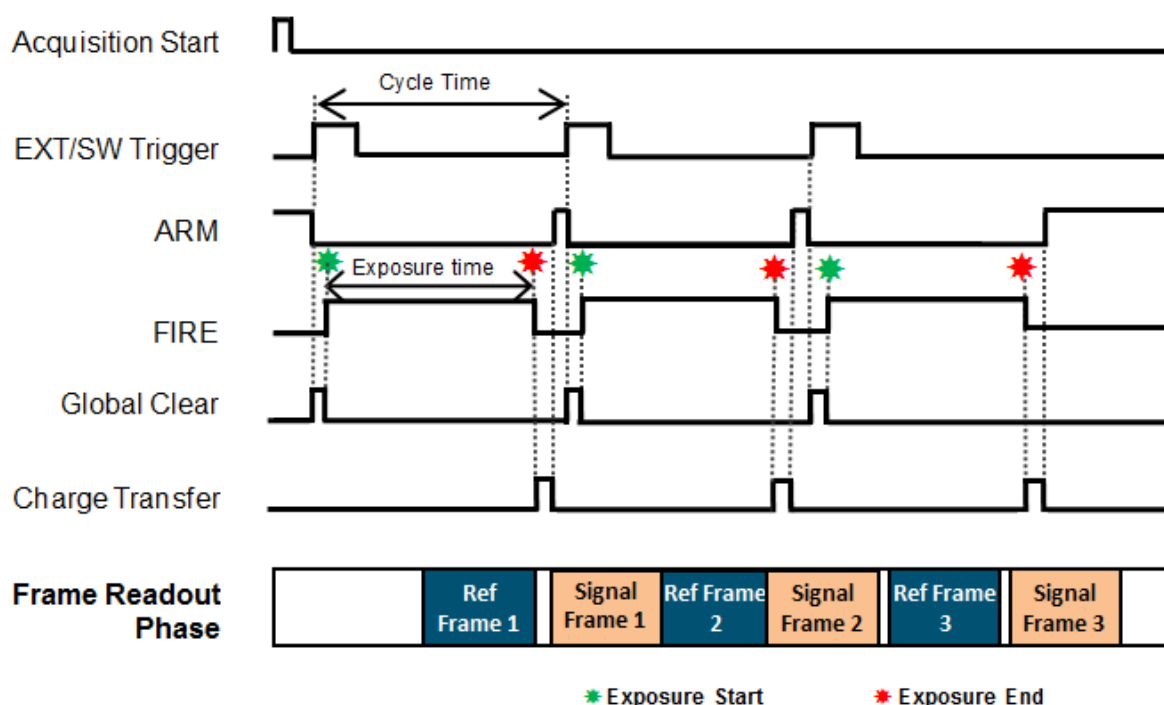 Acquisition Start
Cycle Time
EXT/SW Trigger
ARM
Exposure time
FIRE
Global Clear
Charge Transfer
Frame Readout
Phase
Ref
Frame 1
Signal
Frame 1
Ref Frame
2
Signal
Frame 2
Ref Frame
3
Signal
Frame 3
Exposure Start
Exposure End